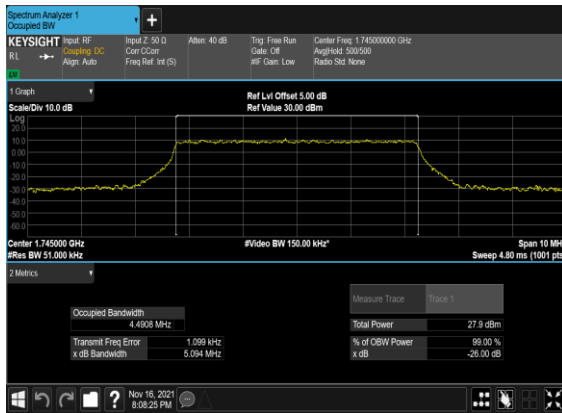 Spectrum Analyzer 1
Occupied BW
+
KEYSIGHT Input: RF Input Z: 50 Ω Atten: 40 dB Trig: Free Run Center Freq: 1.745000000 GHz
RL Coupling: DC Corr CCorr Gate: Off Avg|Hold: 500/500
Align: Auto Freq Ref: Int (S) #IF Gain: Low Radio Std: None
1 Graph
Ref Lvl Offset 5.00 dB
Scale/Div 10.0 dB Ref Value 30.00 dBm
Log
20.0
10.0
0.00
-10.0
-20.0
-30.0
-40.0
-50.0
-60.0
Center 1.745000 GHz #Video BW 150.00 kHz* Span 10 MH
#Res BW 51.000 kHz Sweep 4.80 ms (1001 pts
2 Metrics
Measure Trace Trace 1
Occupied Bandwidth
4.4908 MHz Total Power 27.9 dBm
Transmit Freq Error 1.099 kHz % of OBW Power 99.00 %
x dB Bandwidth 5.094 MHz x dB -26.00 dB
?
Nov 16, 2021
8:08:25 PM